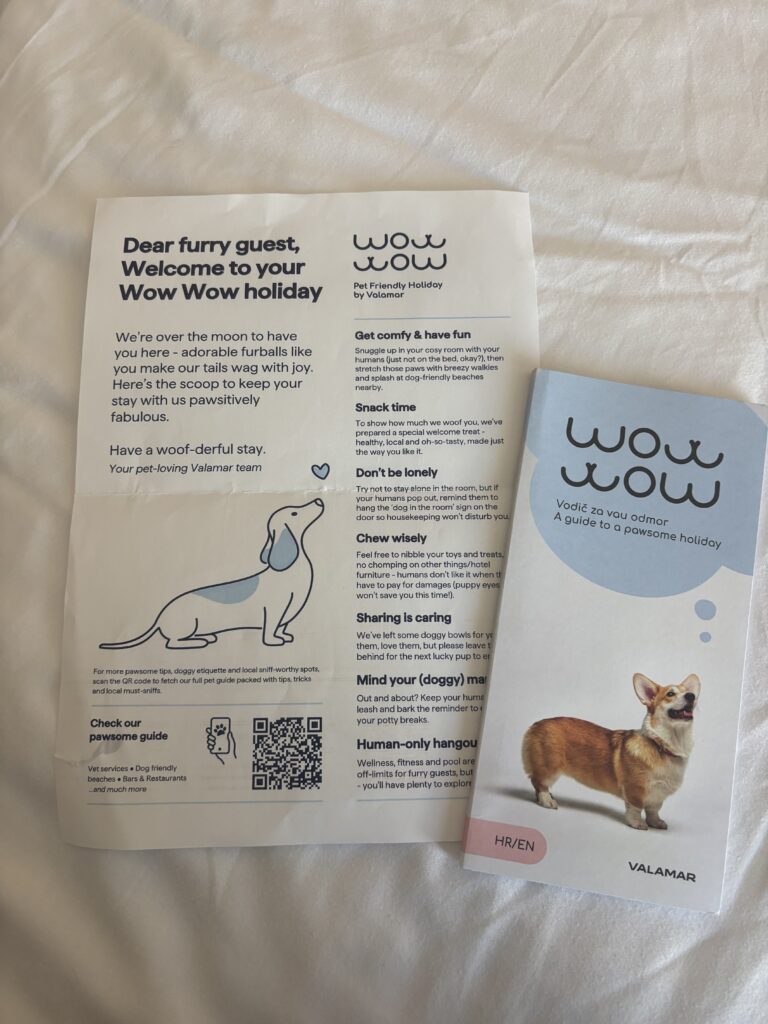 Dear furry guest,
Welcome to your
Wow Wow holiday
We're over the moon to have
you here - adorable furballs like
you make our tails wag with joy.
Here's the scoop to keep your
stay with us pawsitively
fabulous.
Have a woof-derful stay.
Your pet-loving Valamar team
For more pawsome tips, doggy etiquette and local sniff-worthy spots,
scan the QR code to fetch our full pet guide packed with tips, tricks
and local must-sniffs.
Check our
pawsome guide
Vet services • Dog friendly
beaches • Bars & Restaurants
...and much more
wow
wow
Pet Friendly Holiday
by Valamar
Get comfy & have fun
Snuggle up in your cosy room with your
humans (just not on the bed, okay?), then
stretch those paws with breezy walkies
and splash at dog-friendly beaches
nearby.
Snack time
To show how much we woof you, we've
prepared a special welcome treat -
healthy, local and oh-so-tasty, made just
the way you like it.
Don't be lonely
Try not to stay alone in the room, but if
your humans pop out, remind them to
hang the 'dog in the room' sign on the
door so housekeeping won't disturb you.
Chew wisely
Feel free to nibble your toys and treats,
no chomping on other things/hotel
furniture - humans don't like it when
have to pay for damages (puppy eyes
won't save you this time!).
Sharing is caring
We've left some doggy bowls for
them, love them, but please leave
behind for the next lucky pup to
Mind your (doggy)
Out and about? Keep your
leash and bark the reminder to
your potty breaks.
Human-only
Wellness, fitness and pool are
off-limits for furry guests, but
- you'll have plenty to explore
wow
wow
Vodič za vau odmor
A guide to a pawsome holiday
HR/EN
VALAMAR